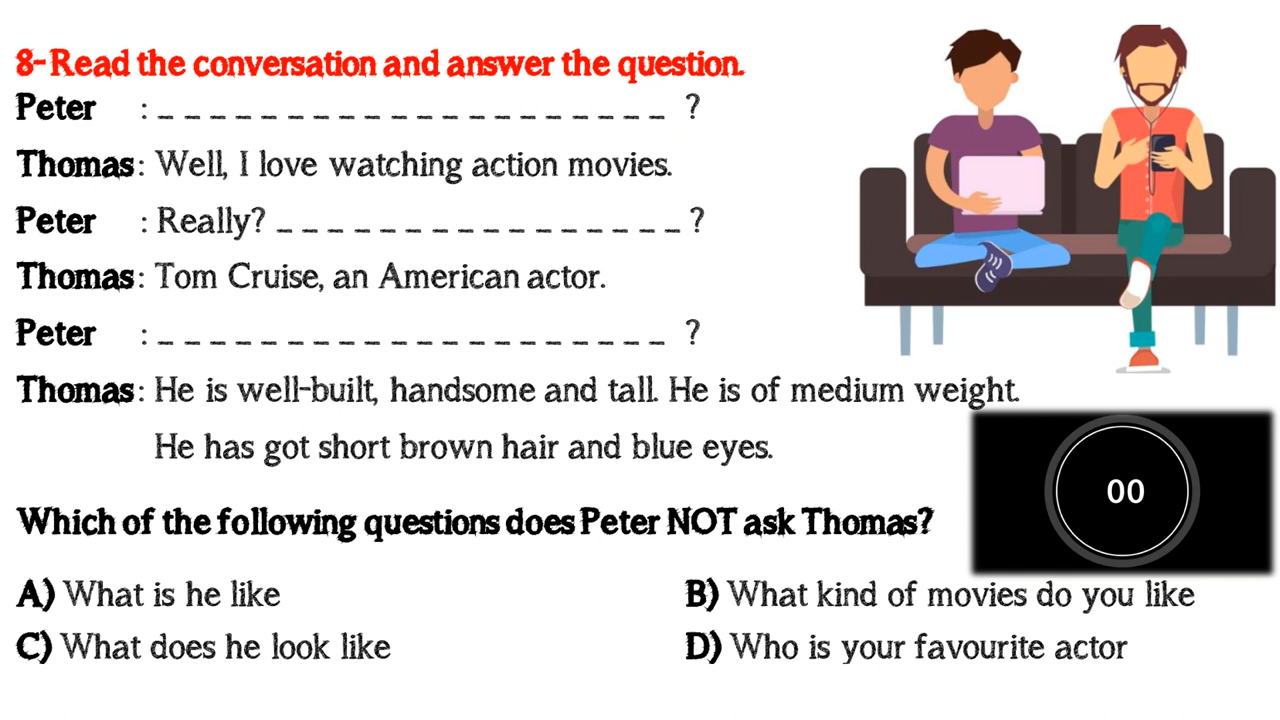 8-Read the conversation and answer the question.
Peter : _ _ _ _ _ _ _ _ _ _ _ _ _ _ _ _ _ _ _ _ ?
Thomas: Well, I love watching action movies.
Peter : Really? _ _ _ _ _ _ _ _ _ _ _ _ _ _ _ _ ?
Thomas: Tom Cruise, an American actor.
Peter : _ _ _ _ _ _ _ _ _ _ _ _ _ _ _ _ _ _ _ _ ?
Thomas: He is well-built, handsome and tall. He is of medium weight.
He has got short brown hair and blue eyes.
00
Which of the following questions does Peter NOT ask Thomas?
A) What is he like
B) What kind of movies do you like
C) What does he look like
D) Who is your favourite actor